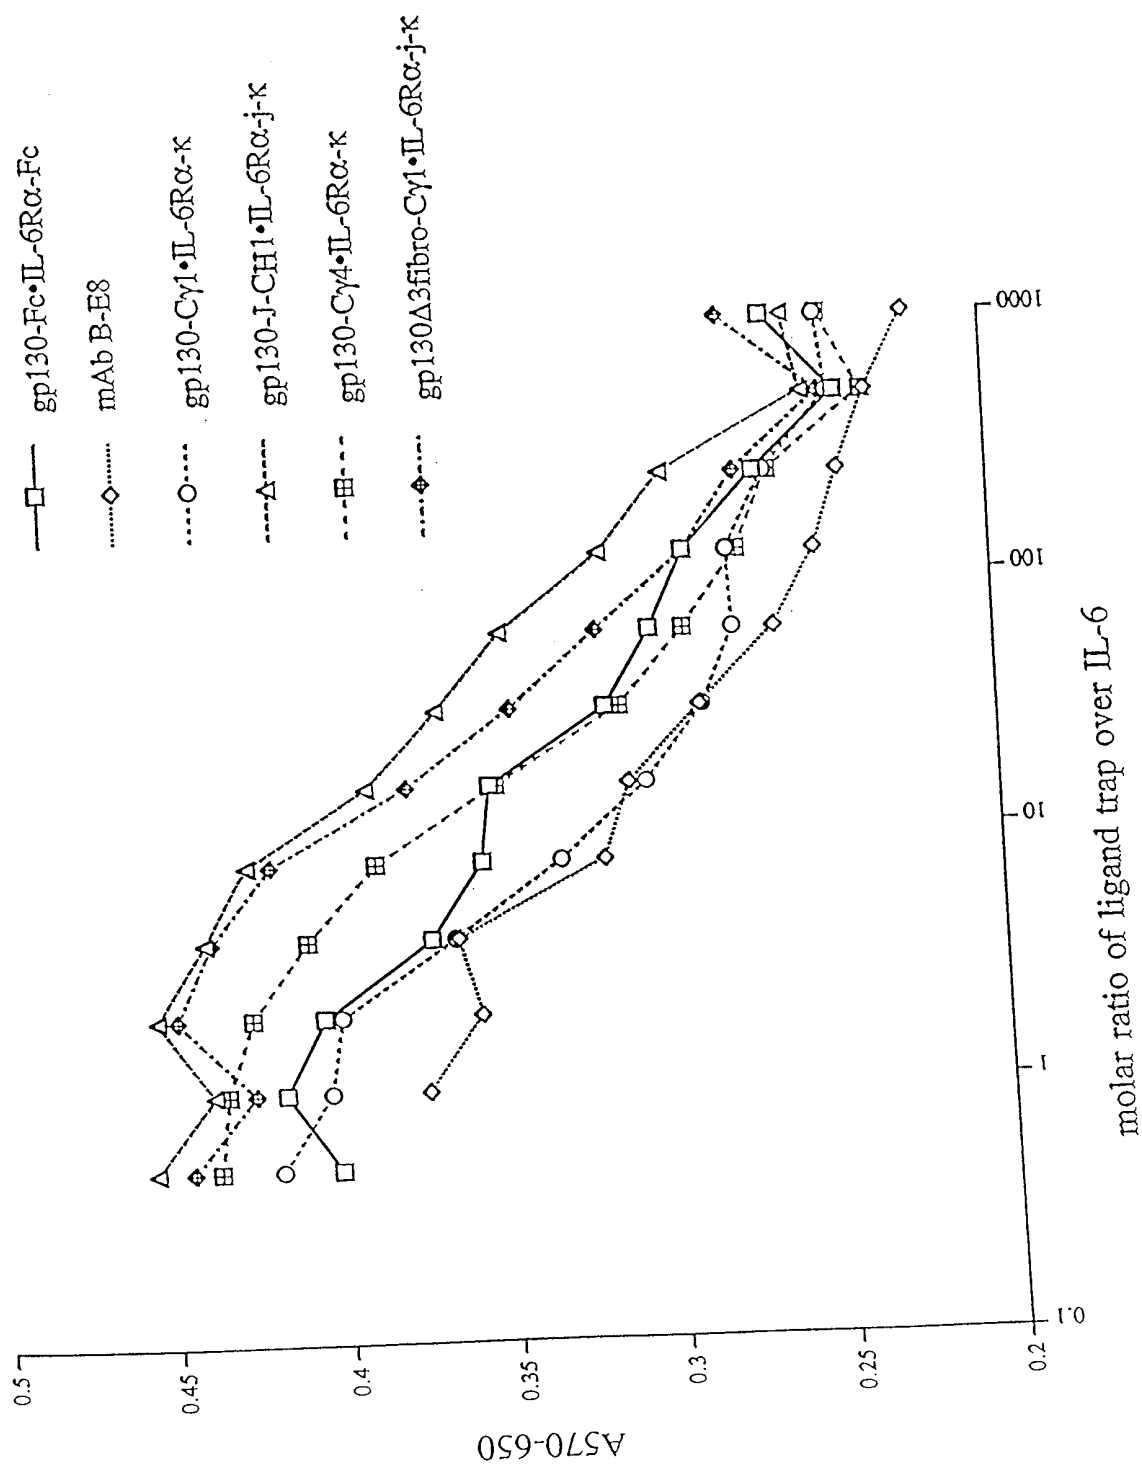 gp130-Fc•IL-6Rα-Fc
mAb B-E8
gp130-Cγ1•IL-6Rα-κ
gp130-J-CH1•IL-6Rα-j-κ
gp130-Cγ4•IL-6Rα-κ
gp130Δ3fibro-Cγ1•IL-6Rα-j-κ
0.5
0.45
0.4
0.35
0.3
0.25
0.2
A570-650
0.1
1
10
100
1000
molar ratio of ligand trap over IL-6